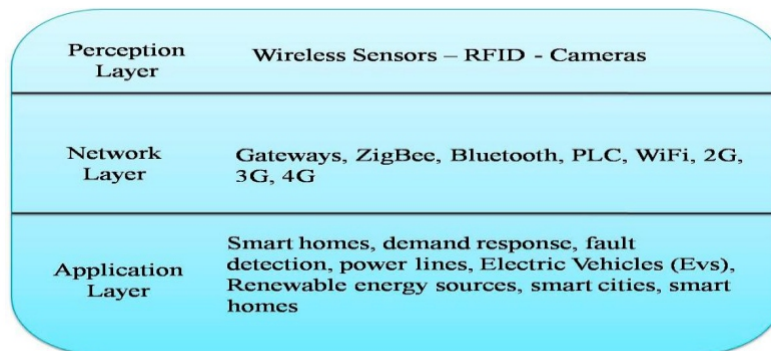 Perception Layer
Wireless Sensors – RFID - Cameras
Network Layer
Gateways, ZigBee, Bluetooth, PLC, WiFi, 2G,
3G, 4G
Application Layer
Smart homes, demand response, fault
detection, power lines, Electric Vehicles (Evs),
Renewable energy sources, smart cities, smart
homes